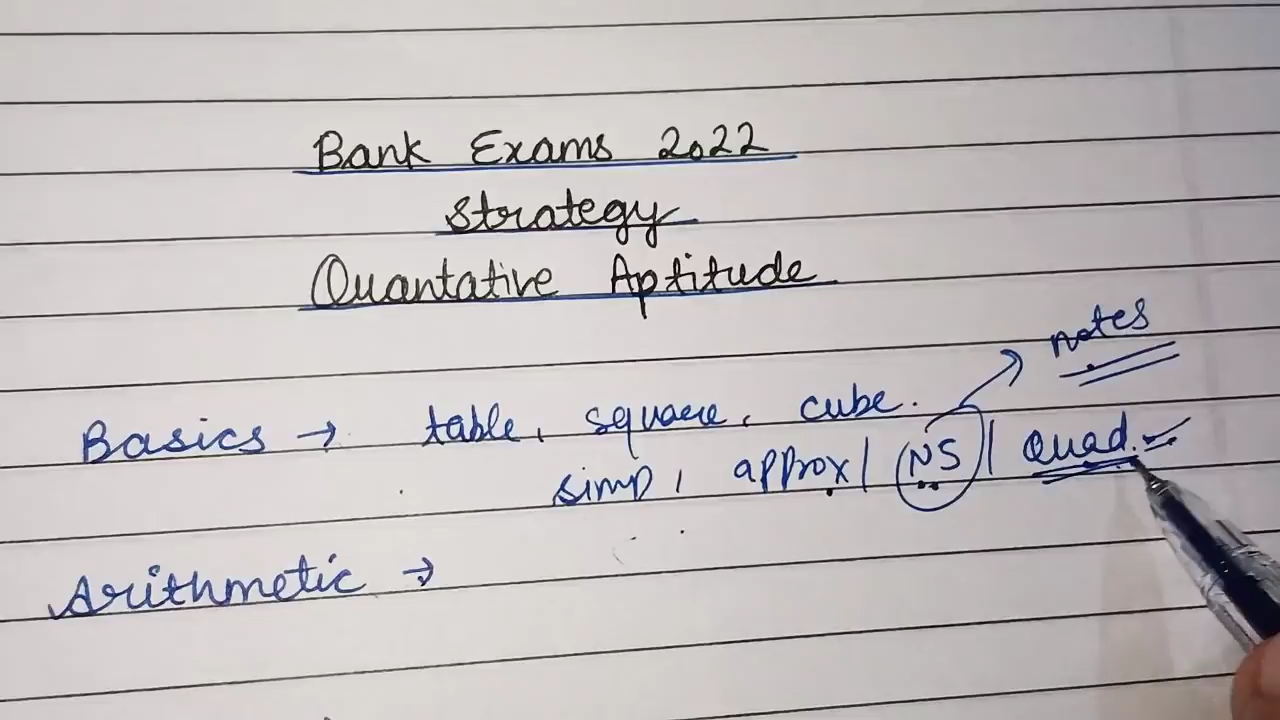 Bank Exams 2022
Strategy
Quantative Aptitude
notes
Basics → table, square, cube.
simp, approx / NS / Quad.
Arithmetic →